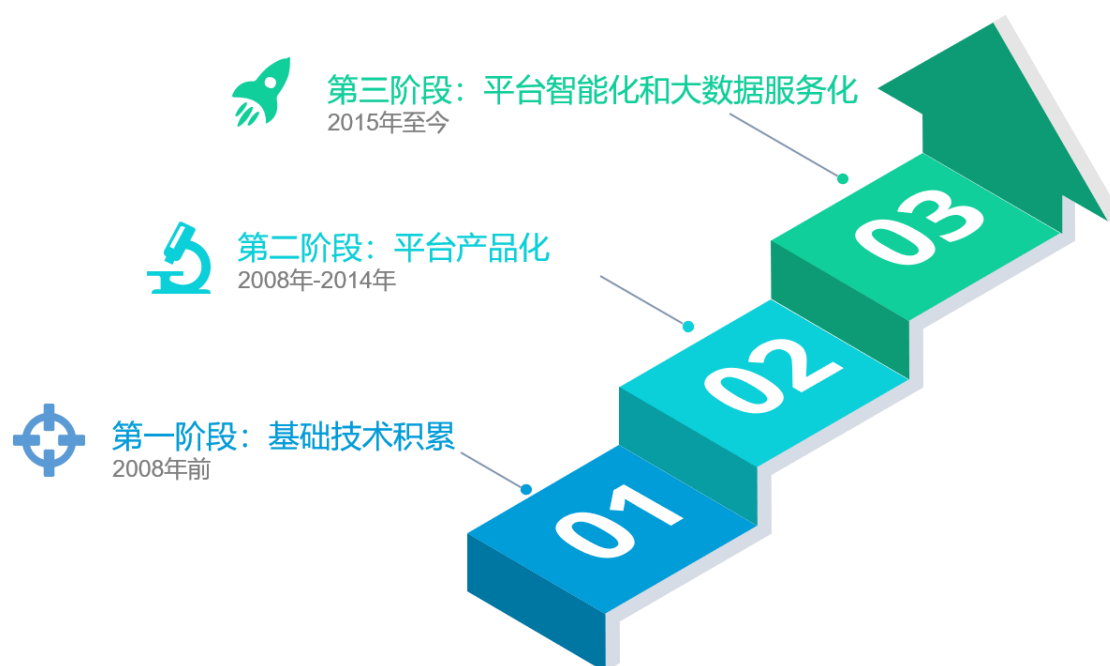 第三阶段：平台智能化和大数据服务化
2015年至今
03
第二阶段：平台产品化
2008年-2014年
02
第一阶段：基础技术积累
2008年前
01